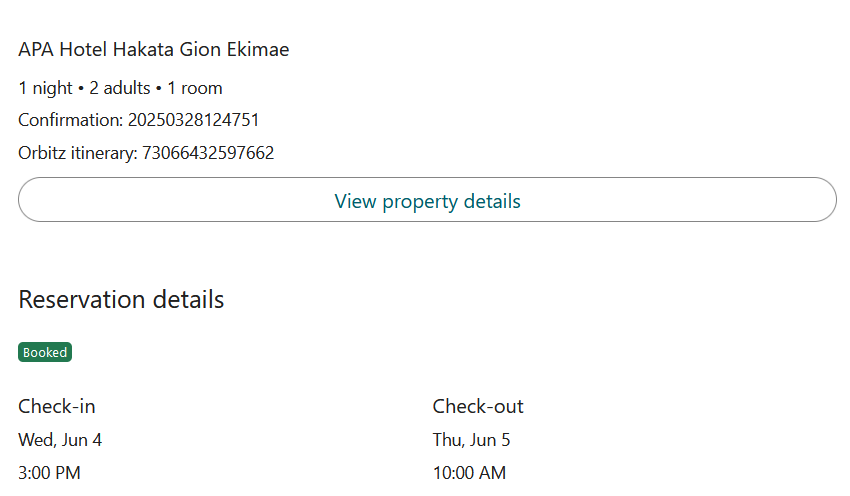 APA Hotel Hakata Gion Ekimae
1 night • 2 adults • 1 room
Confirmation: 20250328124751
Orbitz itinerary: 73066432597662
View property details
Reservation details
Booked
Check-in
Check-out
Wed, Jun 4
Thu, Jun 5
3:00 PM
10:00 AM